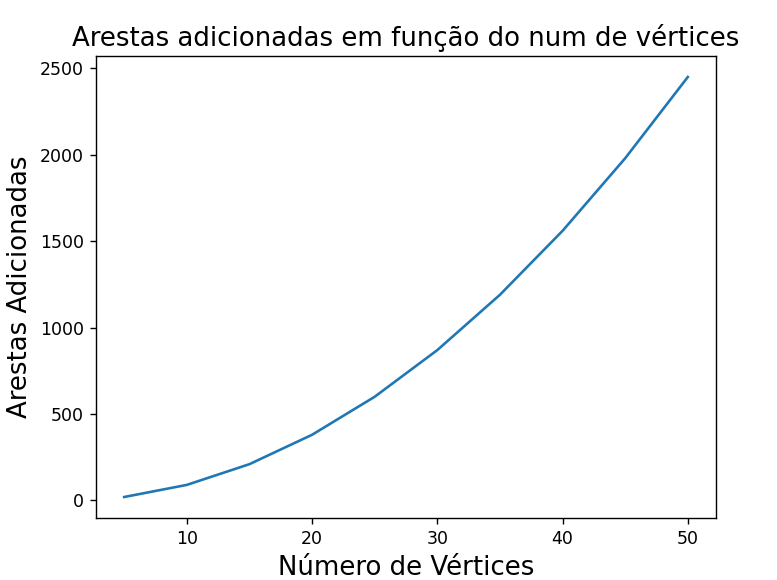 Arestas adicionadas em função do num de vértices
2500
2000
1500
1000
500
0
Arestas Adicionadas
10 20 30 40 50
Número de Vértices